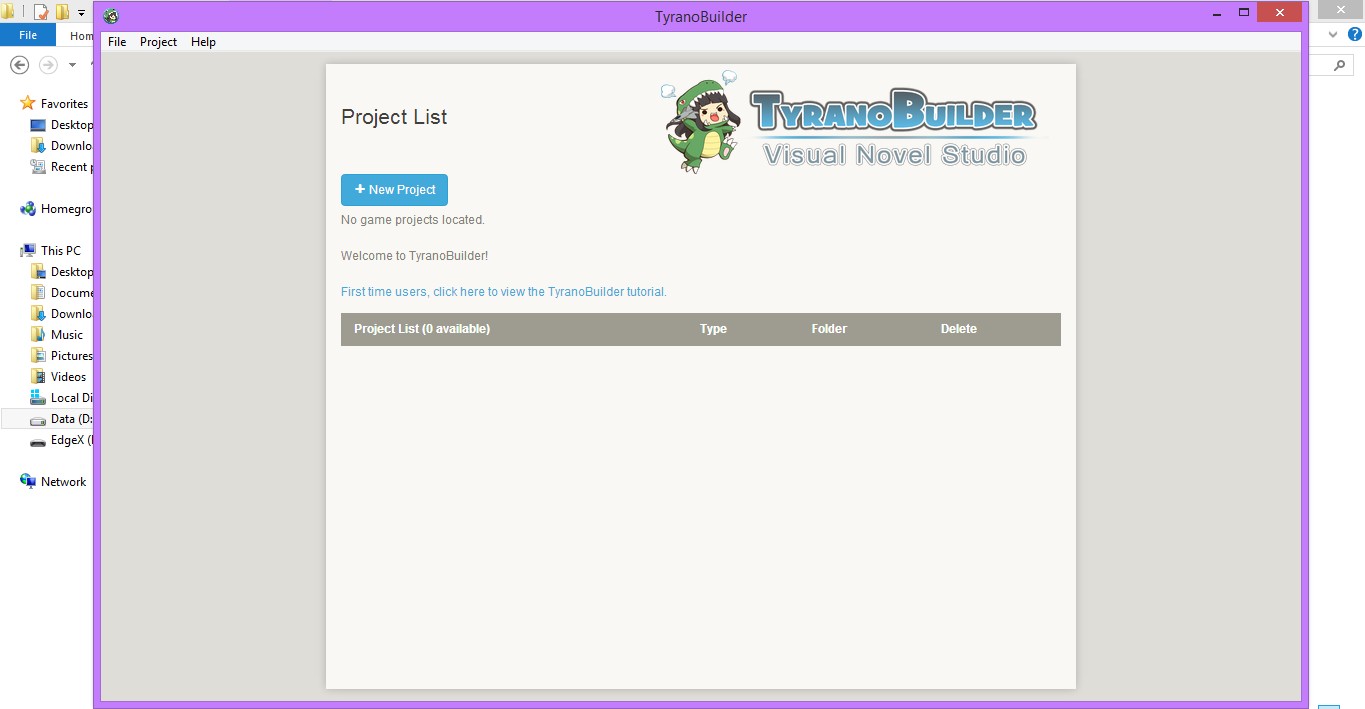 TyranoBuilder
File
Hom
File Project Help
Favorites
Desktop
Downlo
Recent p
Homegro
This PC
Desktop
Docume
Downlo
Music
Pictures
Videos
Local Di
Data (D:
EdgeX (
Network
Project List
TYRANOBUILDER
Visual Novel Studio
+ New Project
No game projects located.
Welcome to TyranoBuilder!
First time users, click here to view the TyranoBuilder tutorial.
Project List (0 available) Type Folder Delete